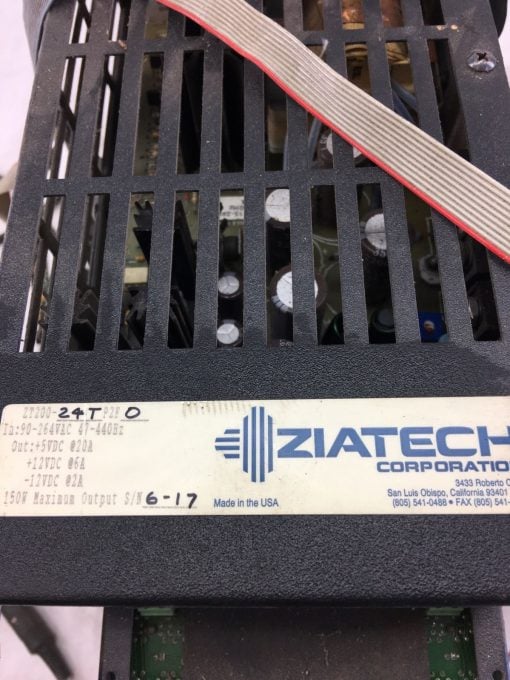 ZT200-24T P2E 0
In:90-264VAC 47-440Hz
Out:+5VDC @20A
+12VDC @6A
-12VDC @2A
150W Maximum Output S/N 6-17
Made in the USA
ZIATECH
CORPORATIO
3433 Roberto C
San Luis Obispo, California 93401
(805) 541-0488 • FAX (805) 541-